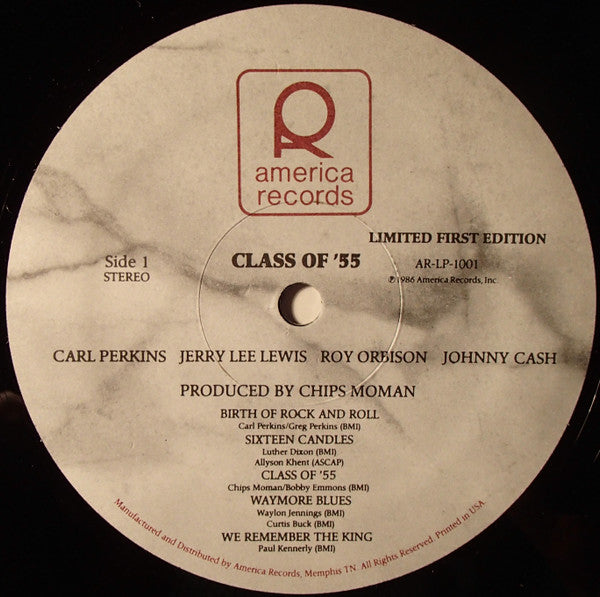 america
records
LIMITED FIRST EDITION
Side 1
STEREO
CLASS OF '55
AR-LP-1001
℗1986 America Records, Inc.
CARL PERKINS JERRY LEE LEWIS ROY ORBISON JOHNNY CASH
PRODUCED BY CHIPS MOMAN
BIRTH OF ROCK AND ROLL
Carl Perkins/Greg Perkins (BMI)
SIXTEEN CANDLES
Luther Dixon (BMI)
Allyson Khent (ASCAP)
CLASS OF '55
Chips Moman/Bobby Emmons (BMI)
WAYMORE BLUES
Waylon Jennings (BMI)
Curtis Buck (BMI)
WE REMEMBER THE KING
Paul Kennerly (BMI)
Manufactured and Distributed by America Records, Memphis TN. All Rights Reserved. Printed in USA.